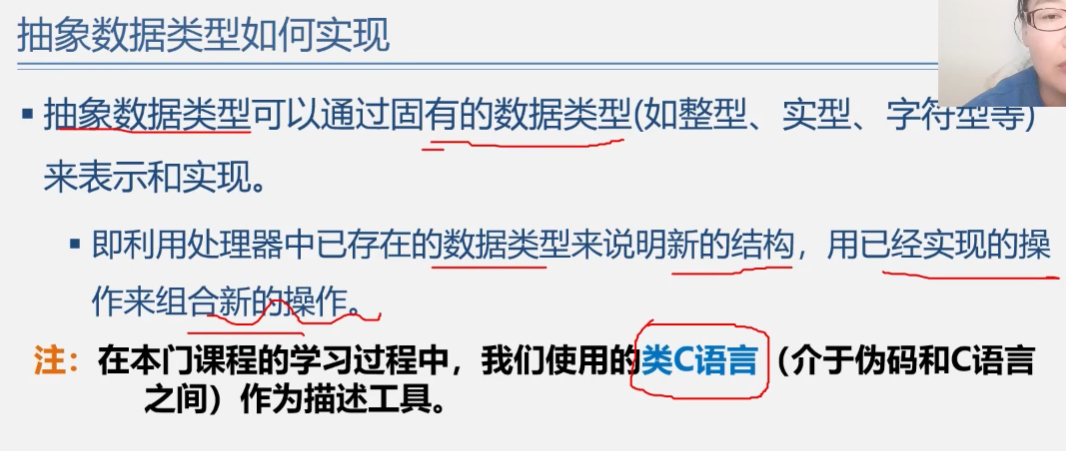 抽象数据类型如何实现
▪ 抽象数据类型可以通过固有的数据类型(如整型、实型、字符型等)
来表示和实现。
▪ 即利用处理器中已存在的数据类型来说明新的结构，用已经实现的操
作来组合新的操作。
注：在本门课程的学习过程中，我们使用的类C语言（介于伪码和C语言
之间）作为描述工具。